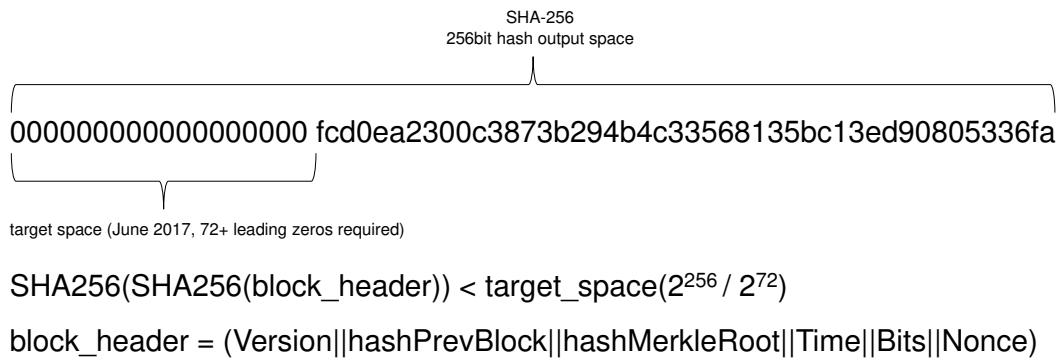 SHA-256
256bit hash output space
000000000000000000 fcd0ea2300c3873b294b4c33568135bc13ed90805336fa
target space (June 2017, 72+ leading zeros required)
SHA256(SHA256(block_header)) < target_space(2²⁵⁶ / 2⁷²)
block_header = (Version||hashPrevBlock||hashMerkleRoot||Time||Bits||Nonce)